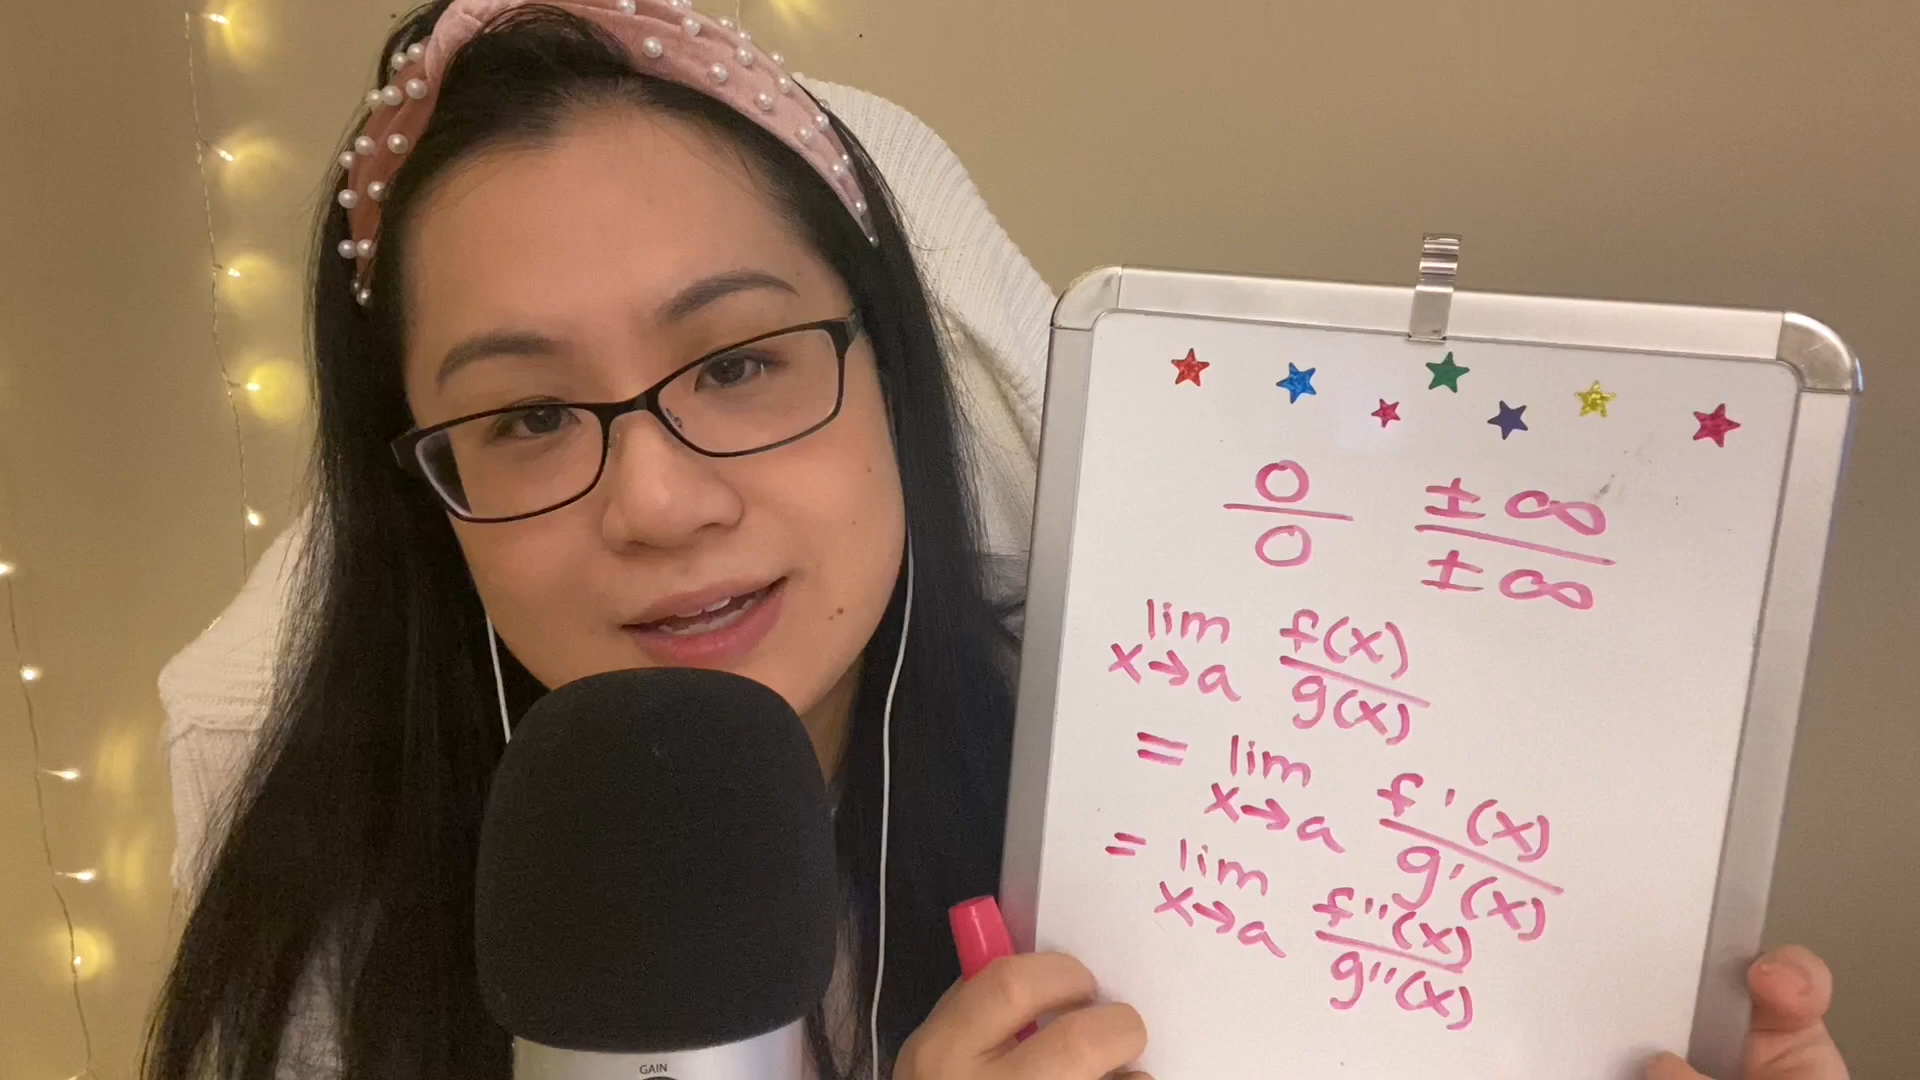 0/0 ±∞/±∞
lim x→a f(x)/g(x)
= lim x→a f'(x)/g'(x)
= lim x→a f''(x)/g''(x)
GAIN